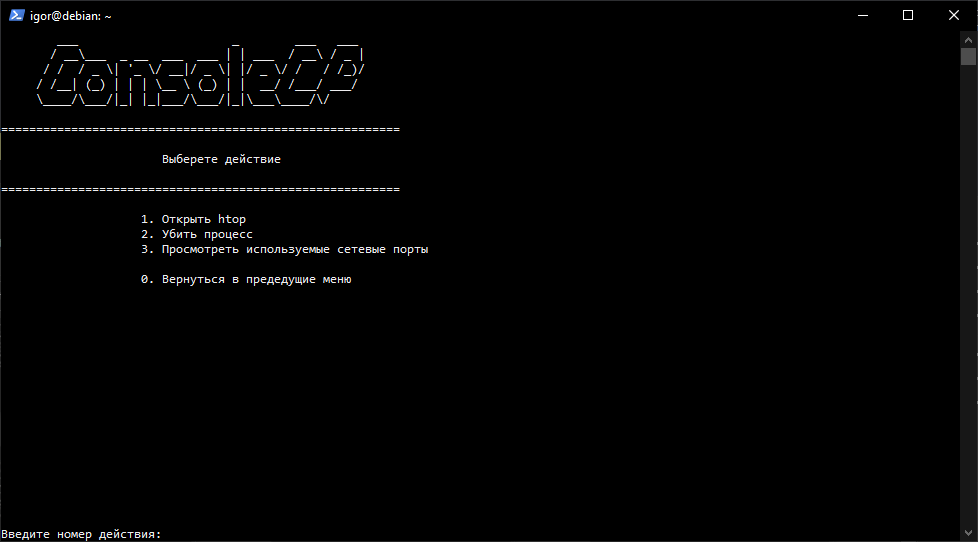 igor@debian: ~
ConsoleCP
=========================================================
Выберете действие
=========================================================
1. Открыть htop
2. Убить процесс
3. Просмотреть используемые сетевые порты
0. Вернуться в предедущие меню
Введите номер действия: